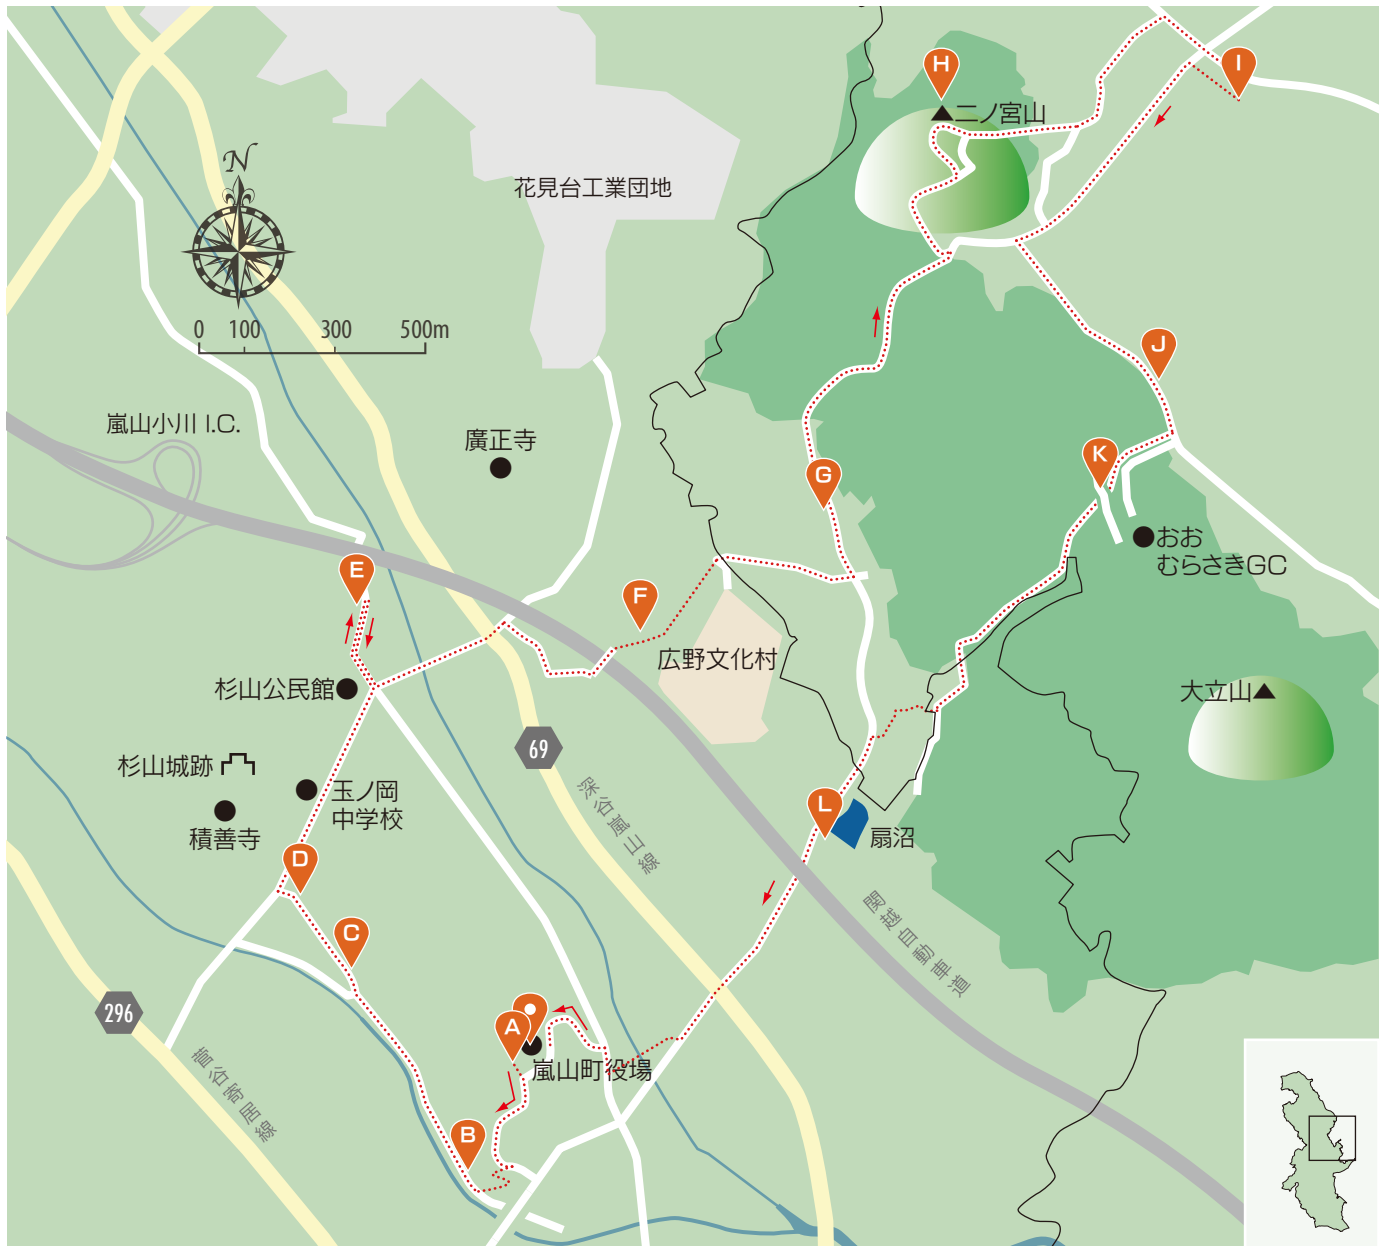 H
I
二ノ宮山
N
花見台工業団地
0 100 300 500m
J
嵐山小川 I.C.
廣正寺
K
G
おお
むらさきGC
E
F
広野文化村
杉山公民館
大立山
69
杉山城跡
玉ノ岡
中学校
積善寺
深谷嵐山線
L
扇沼
D
関越自動車道
C
296
A
嵐山町役場
菅谷寄居線
B